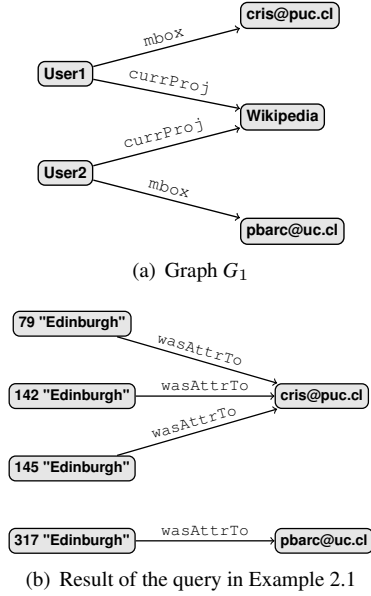 cris@puc.cl
mbox
User1
currProj
Wikipedia
currProj
User2
mbox
pbarc@uc.cl
(a) Graph G1
79 "Edinburgh"
wasAttrTo
142 "Edinburgh"
wasAttrTo
cris@puc.cl
wasAttrTo
145 "Edinburgh"
317 "Edinburgh"
wasAttrTo
pbarc@uc.cl
(b) Result of the query in Example 2.1